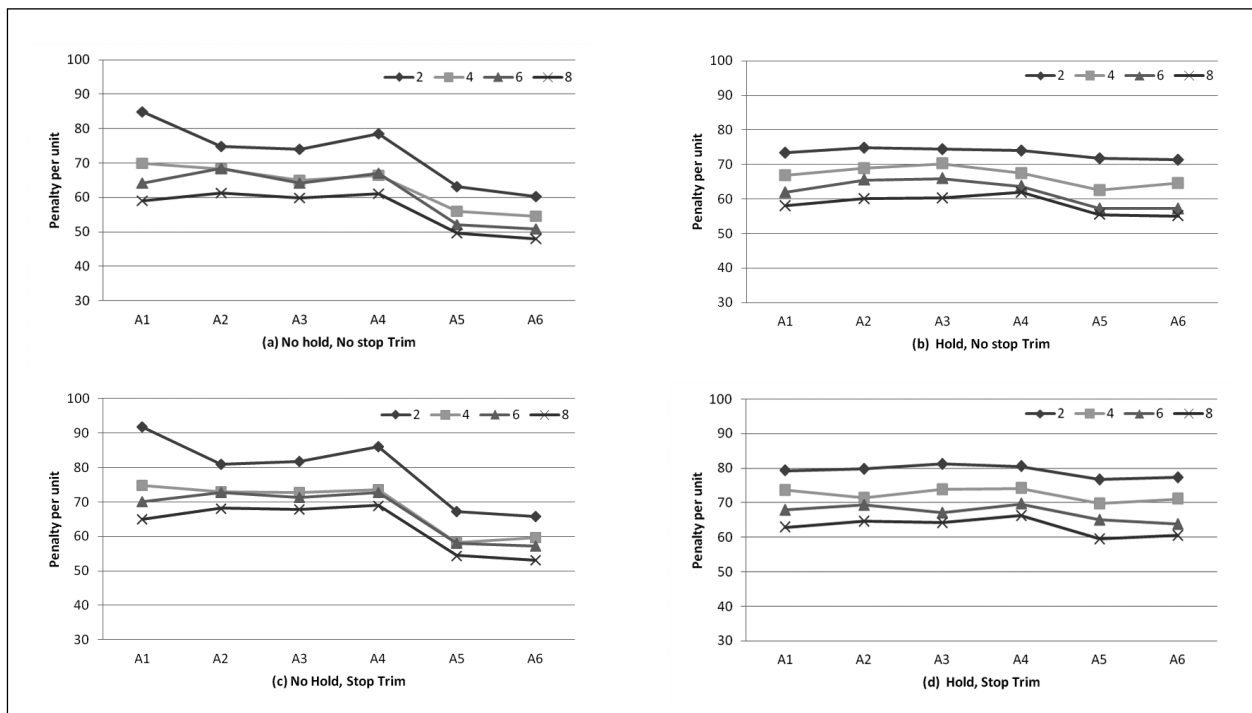 100
90
80
70
60
50
40
30
Penalty per unit
2 4 6 8
A1 A2 A3 A4 A5 A6
(a) No hold, No stop Trim
100
90
80
70
60
50
40
30
Penalty per unit
2 4 6 8
A1 A2 A3 A4 A5 A6
(b) Hold, No stop Trim
100
90
80
70
60
50
40
30
Penalty per unit
2 4 6 8
A1 A2 A3 A4 A5 A6
(c) No Hold, Stop Trim
100
90
80
70
60
50
40
30
Penalty per unit
2 4 6 8
A1 A2 A3 A4 A5 A6
(d) Hold, Stop Trim